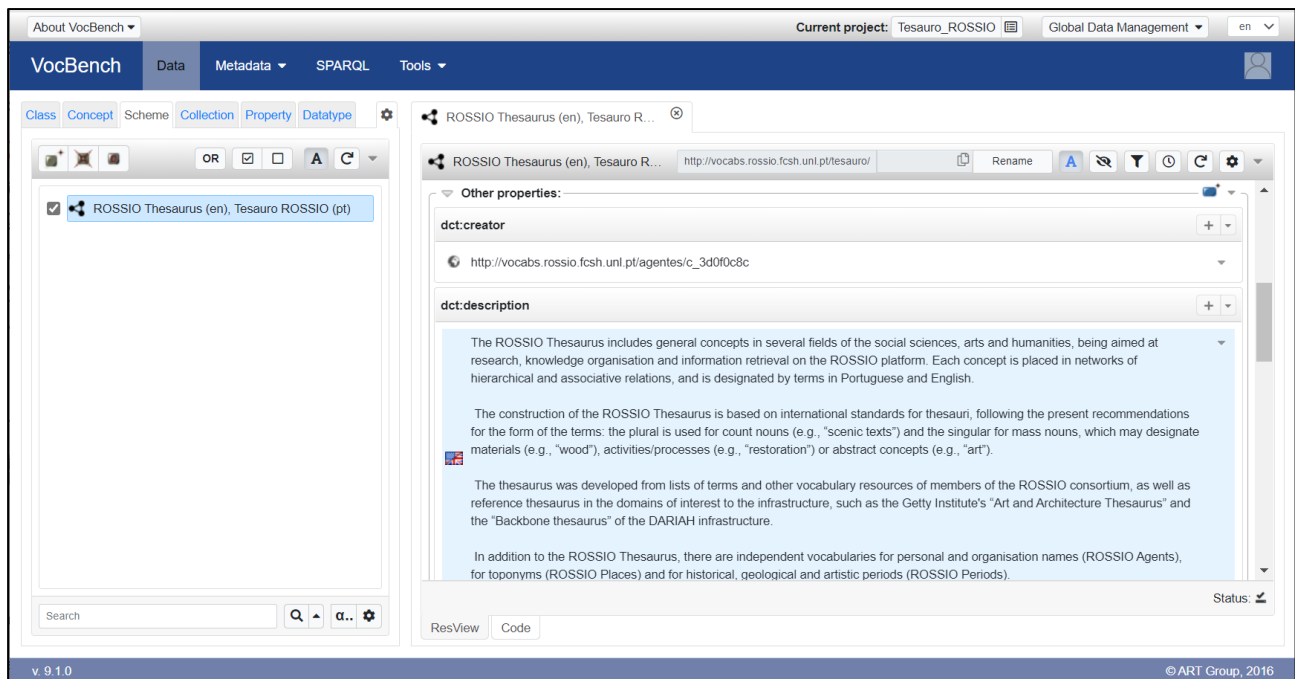 About VocBench
Current project: Tesauro_ROSSIO
Global Data Management
en
VocBench
Data
Metadata
SPARQL
Tools
Class Concept Scheme Collection Property Datatype
OR
A
ROSSIO Thesaurus (en), Tesauro ROSSIO (pt)
Search
α..
ROSSIO Thesaurus (en), Tesauro R...
ROSSIO Thesaurus (en), Tesauro R...
http://vocabs.rossio.fcsh.unl.pt/tesauro/
Rename
A
Other properties:
dct:creator
http://vocabs.rossio.fcsh.unl.pt/agentes/c_3d0f0c8c
dct:description
The ROSSIO Thesaurus includes general concepts in several fields of the social sciences, arts and humanities, being aimed at
research, knowledge organisation and information retrieval on the ROSSIO platform. Each concept is placed in networks of
hierarchical and associative relations, and is designated by terms in Portuguese and English.
The construction of the ROSSIO Thesaurus is based on international standards for thesauri, following the present recommendations
for the form of the terms: the plural is used for count nouns (e.g., “scenic texts”) and the singular for mass nouns, which may designate
materials (e.g., “wood”), activities/processes (e.g., “restoration”) or abstract concepts (e.g., “art”).
The thesaurus was developed from lists of terms and other vocabulary resources of members of the ROSSIO consortium, as well as
reference thesaurus in the domains of interest to the infrastructure, such as the Getty Institute's “Art and Architecture Thesaurus” and
the “Backbone thesaurus” of the DARIAH infrastructure.
In addition to the ROSSIO Thesaurus, there are independent vocabularies for personal and organisation names (ROSSIO Agents),
for toponyms (ROSSIO Places) and for historical, geological and artistic periods (ROSSIO Periods).
Status:
ResView
Code
v. 9.1.0
© ART Group, 2016